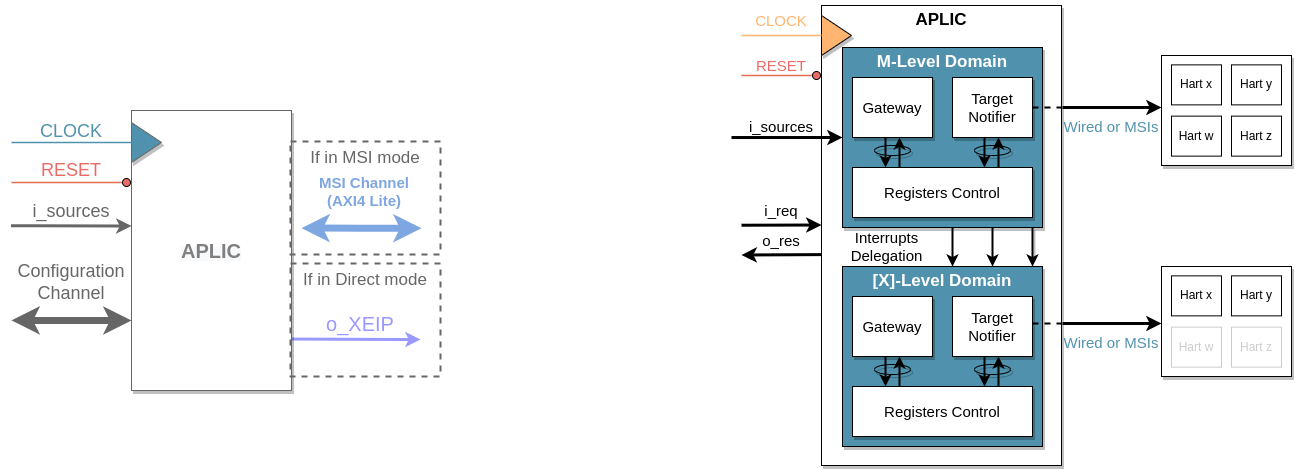 CLOCK
RESET
i_sources
Configuration
Channel
APLIC
If in MSI mode
MSI Channel
(AXI4 Lite)
If in Direct mode
o_XEIP
APLIC
CLOCK
RESET
i_sources
i_req
o_res
M-Level Domain
Gateway
Target
Notifier
Registers Control
Interrupts
Delegation
[X]-Level Domain
Gateway
Target
Notifier
Registers Control
Wired or MSIs
Hart x
Hart y
Hart w
Hart z
Wired or MSIs
Hart x
Hart y
Hart w
Hart z